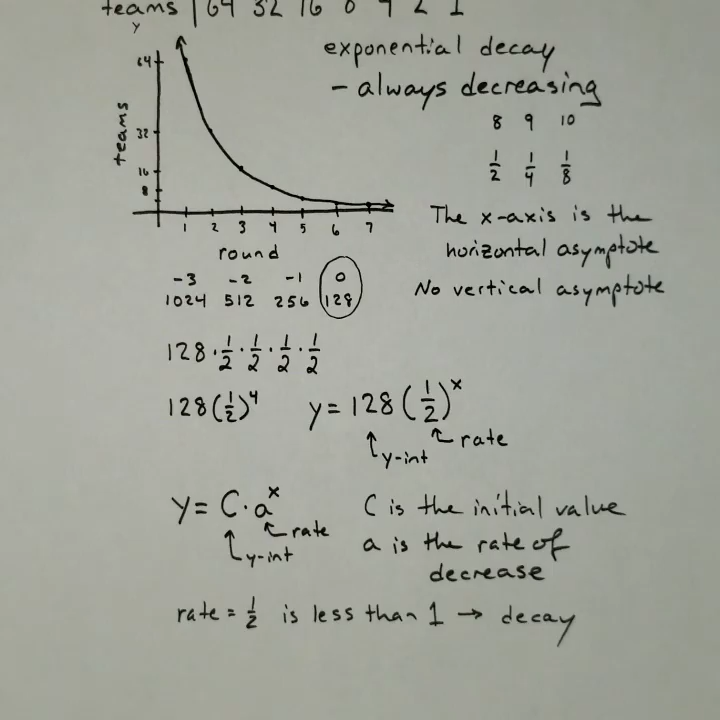 teams | 64 32 16 8 4 2 1
y
64
32
16
8
teams
1 2 3 4 5 6 7
round
exponential decay
- always decreasing
8 9 10
1/2 1/4 1/8
The x-axis is the
horizontal asymptote
No vertical asymptote
-3 -2 -1 0
1024 512 256 128
128 · 1/2 · 1/2 · 1/2 · 1/2
128(1/2)^4
y = 128(1/2)^x
rate
y-int
y = C·a^x
rate
y-int
C is the initial value
a is the rate of
decrease
rate = 1/2 is less than 1 → decay